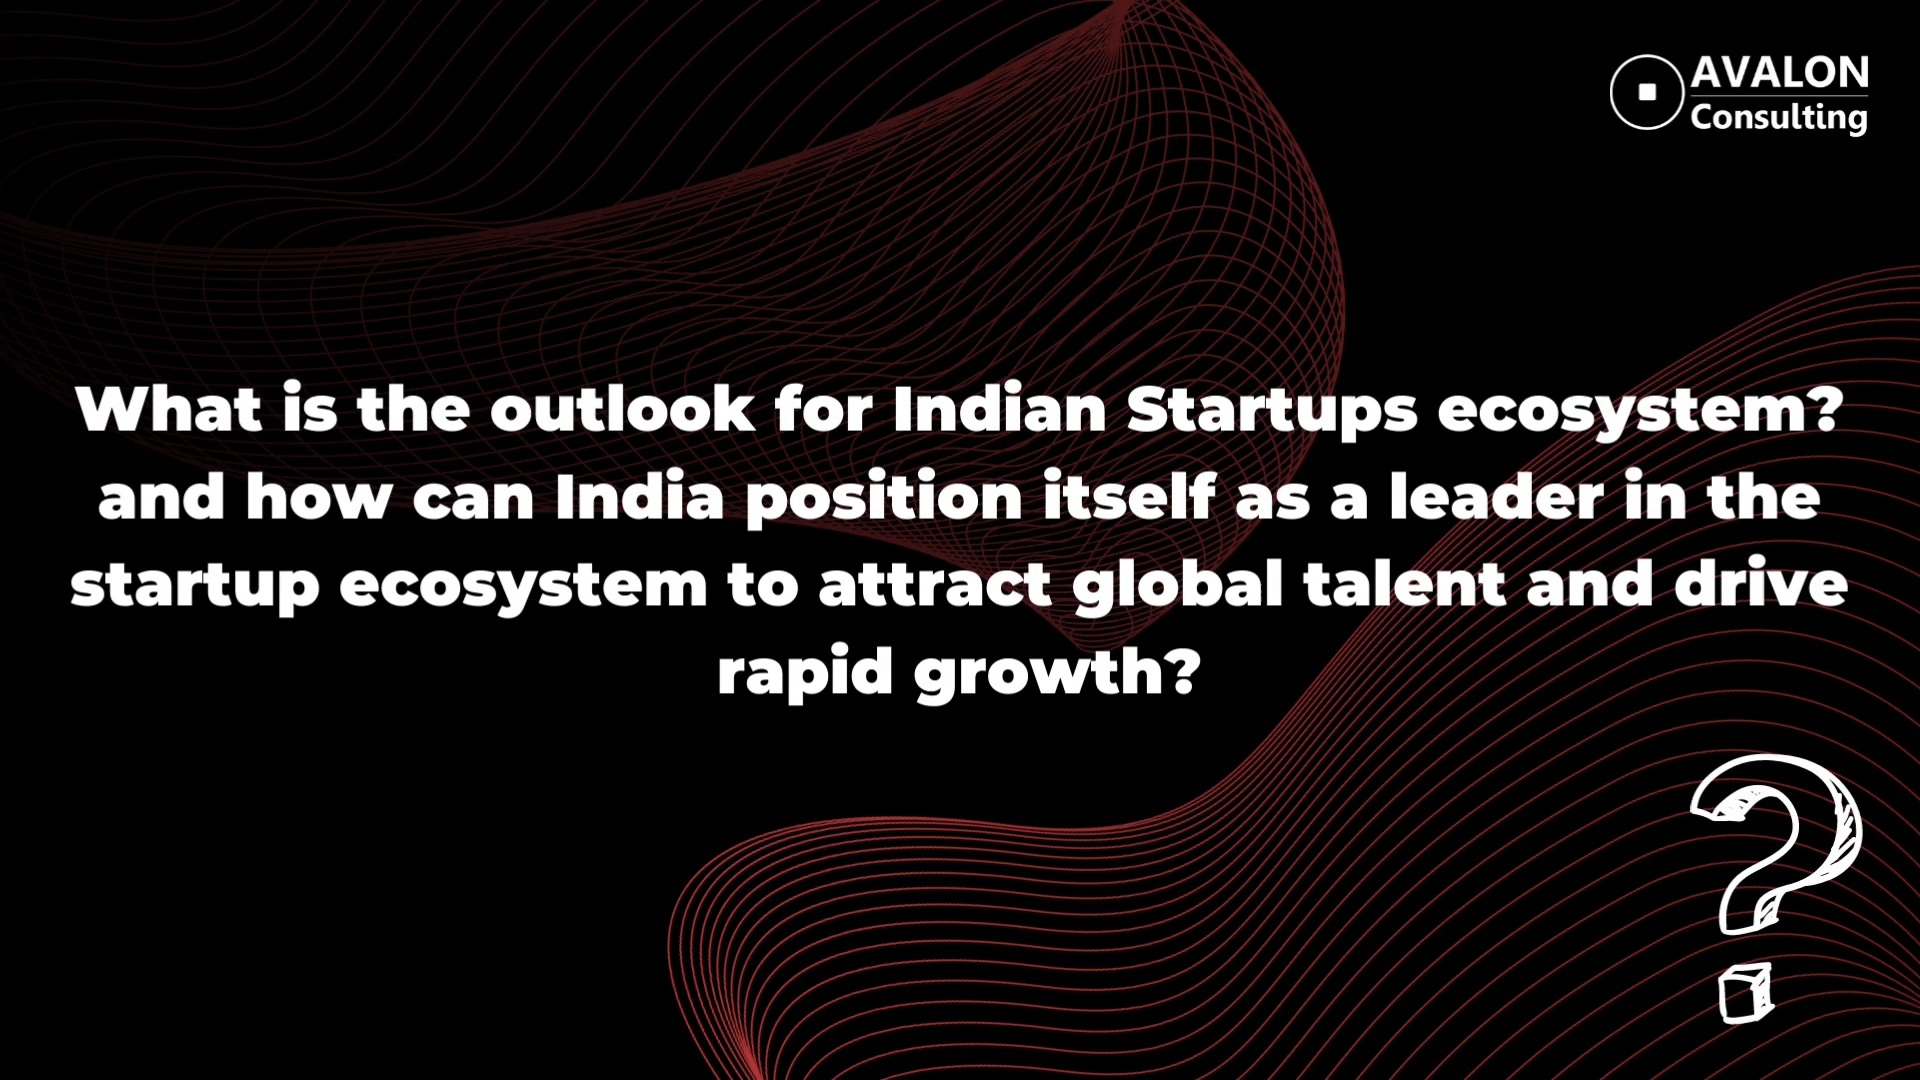 AVALON
Consulting
What is the outlook for Indian Startups ecosystem?
and how can India position itself as a leader in the
startup ecosystem to attract global talent and drive
rapid growth?
?